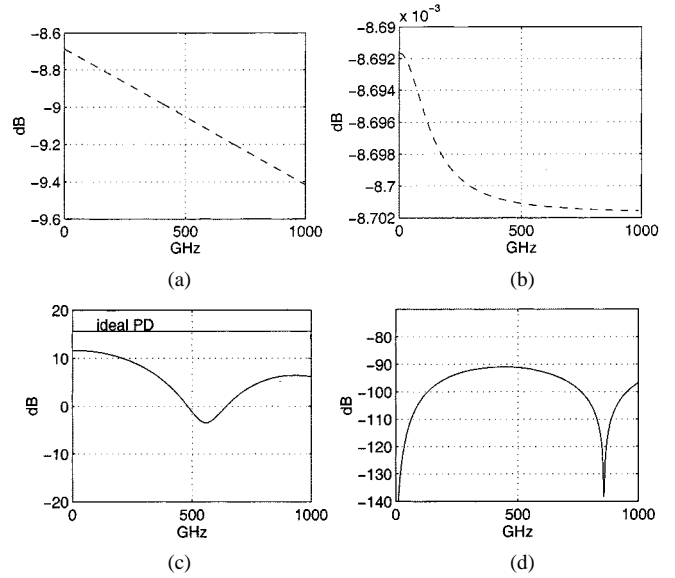 -8.6
-8.8
-9
-9.2
-9.4
-9.6
0
500
1000
dB
GHz
(a)
x 10⁻³
-8.69
-8.692
-8.694
-8.696
-8.698
-8.7
-8.702
0
500
1000
dB
GHz
(b)
20
10
0
-10
-20
ideal PD
0
500
1000
dB
GHz
(c)
-80
-90
-100
-110
-120
-130
-140
0
500
1000
dB
GHz
(d)